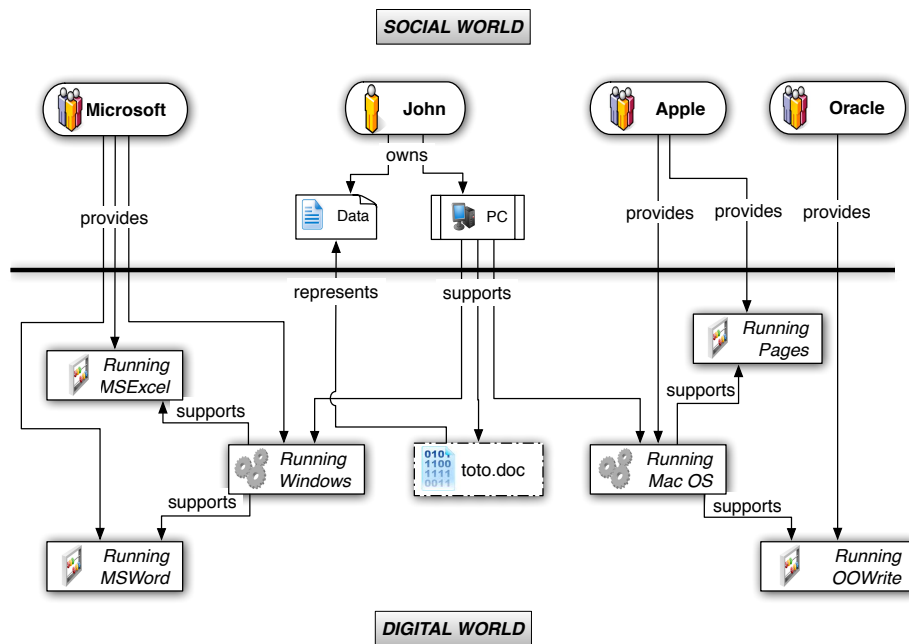 SOCIAL WORLD
Microsoft
John
Apple
Oracle
owns
provides
Data
PC
provides
provides
represents
supports
Running
MSExcel
Running
Pages
supports
supports
Running
Windows
0101
1100
1111
0011
toto.doc
Running
Mac OS
supports
supports
Running
MSWord
Running
OOWrite
DIGITAL WORLD